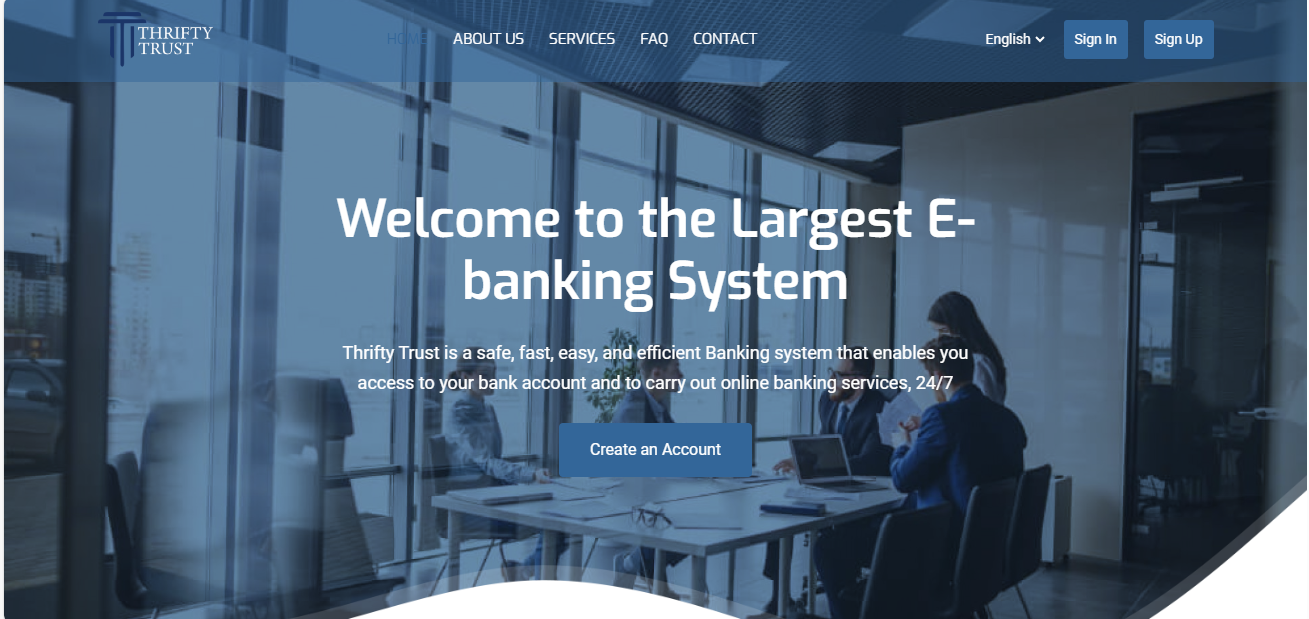 THRIFTY
TRUST
HOME ABOUT US SERVICES FAQ CONTACT
English Sign In Sign Up
Welcome to the Largest E-
banking System
Thrifty Trust is a safe, fast, easy, and efficient Banking system that enables you
access to your bank account and to carry out online banking services, 24/7
Create an Account